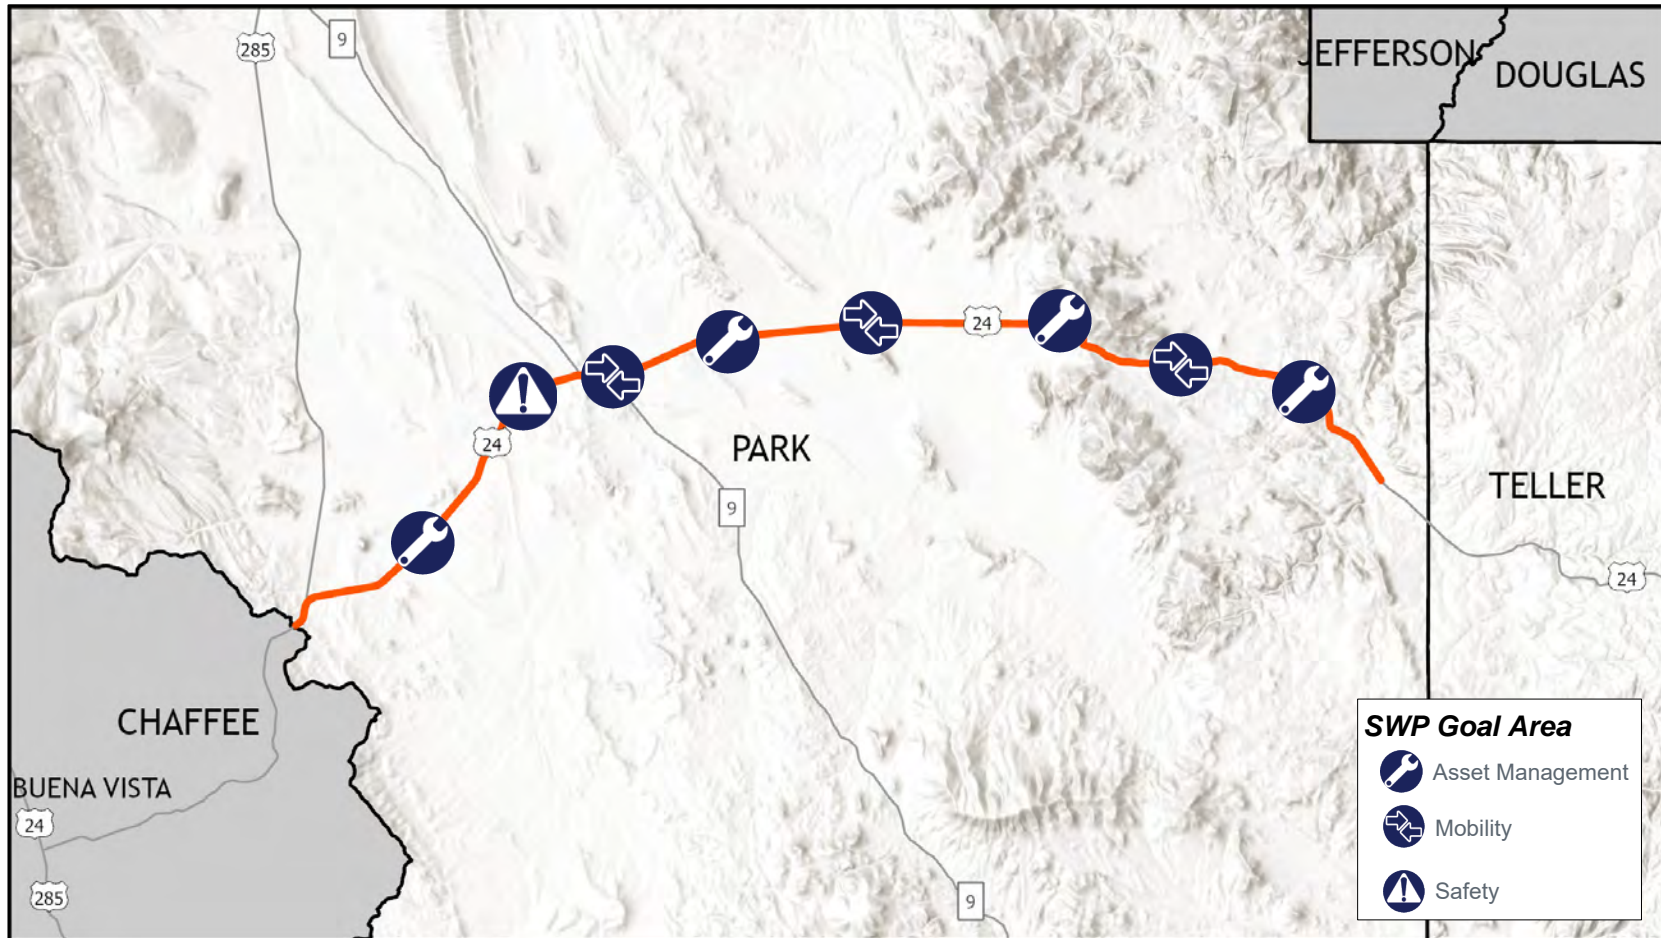 285
9
JEFFERSON
DOUGLAS
24
24
PARK
9
TELLER
24
CHAFFEE
BUENA VISTA
24
285
9
SWP Goal Area
Asset Management
Mobility
Safety